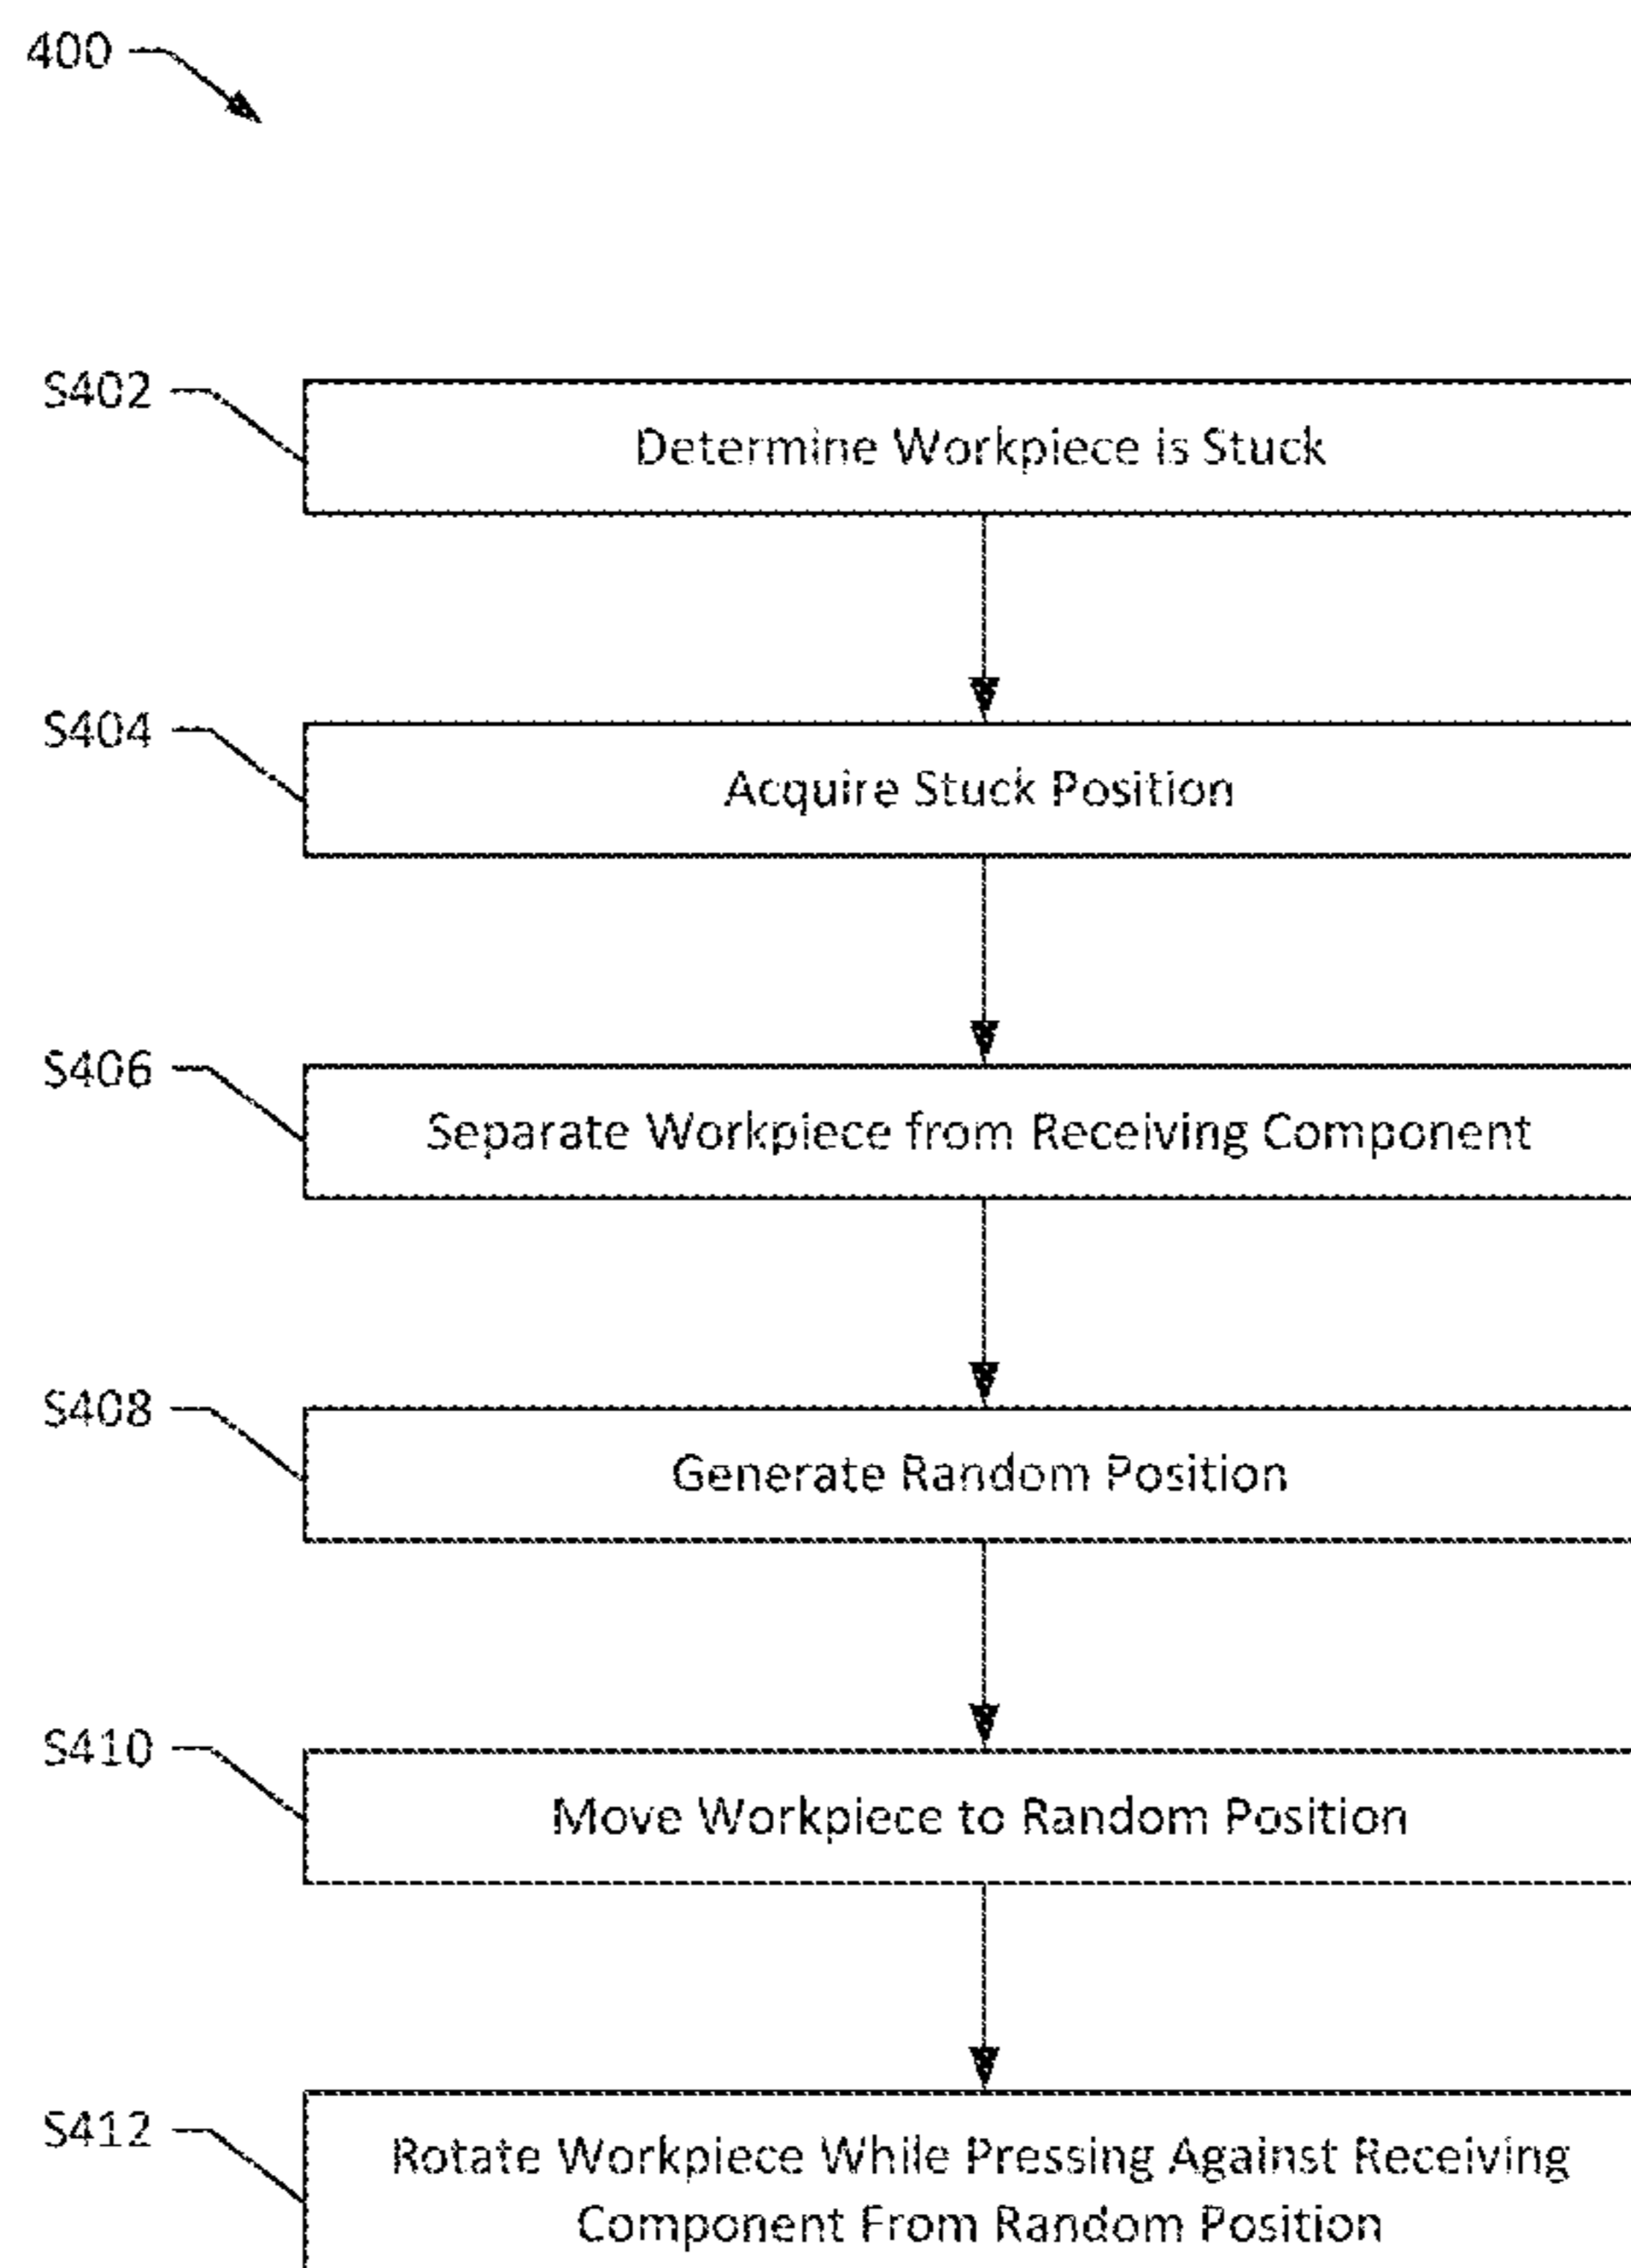 400
S402
Determine Workpiece is Stuck
S404
Acquire Stuck Position
S406
Separate Workpiece from Receiving Component
S408
Generate Random Position
S410
Move Workpiece to Random Position
S412
Rotate Workpiece While Pressing Against Receiving
Component From Random Position